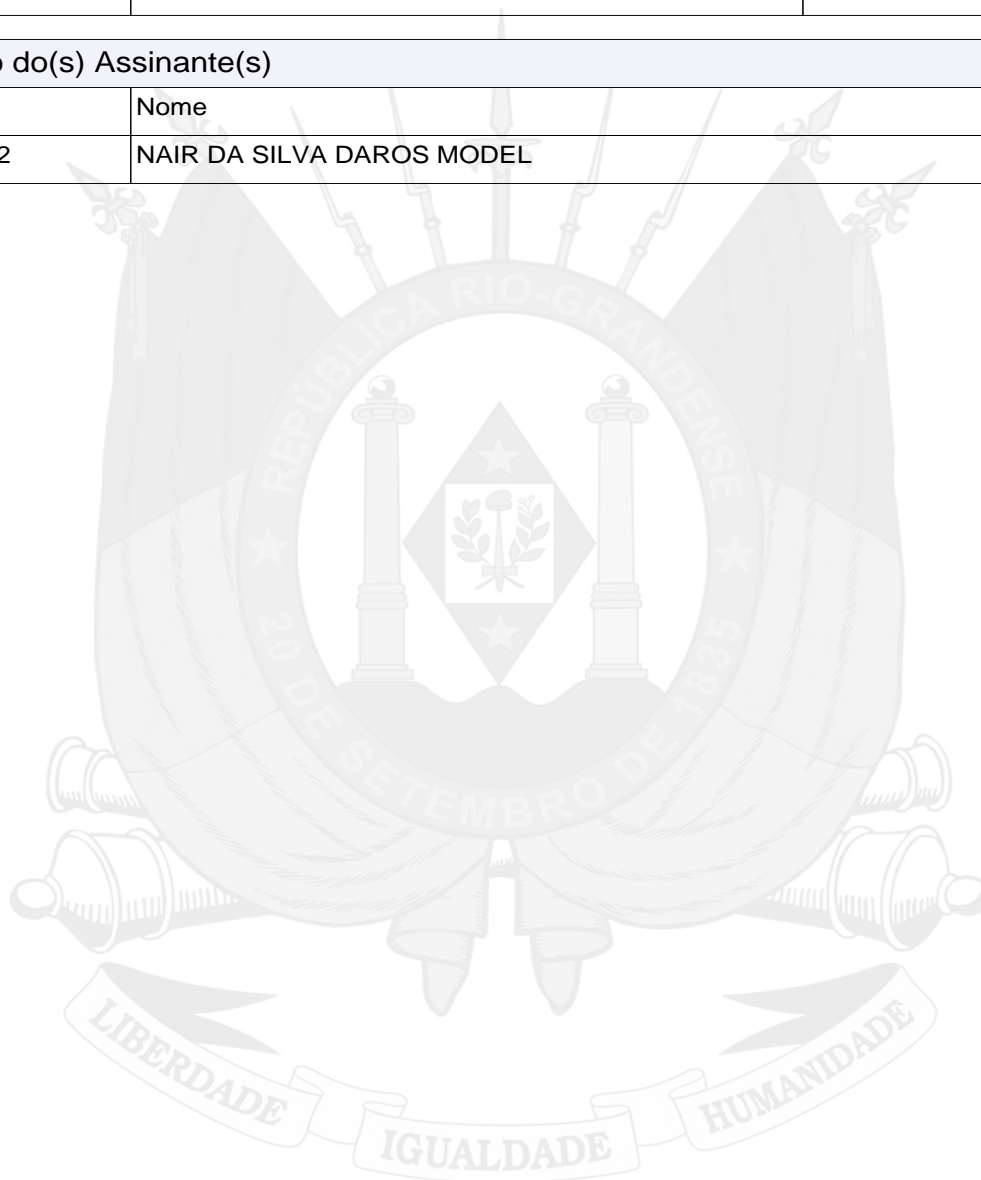 o do(s) Assinante(s)
Nome
2 NAIR DA SILVA DAROS MODEL
REPÚBLICA RIO-GRANDENSE
★ 20 DE SETEMBRO DE 1835 ★
LIBERDADE IGUALDADE HUMANIDADE